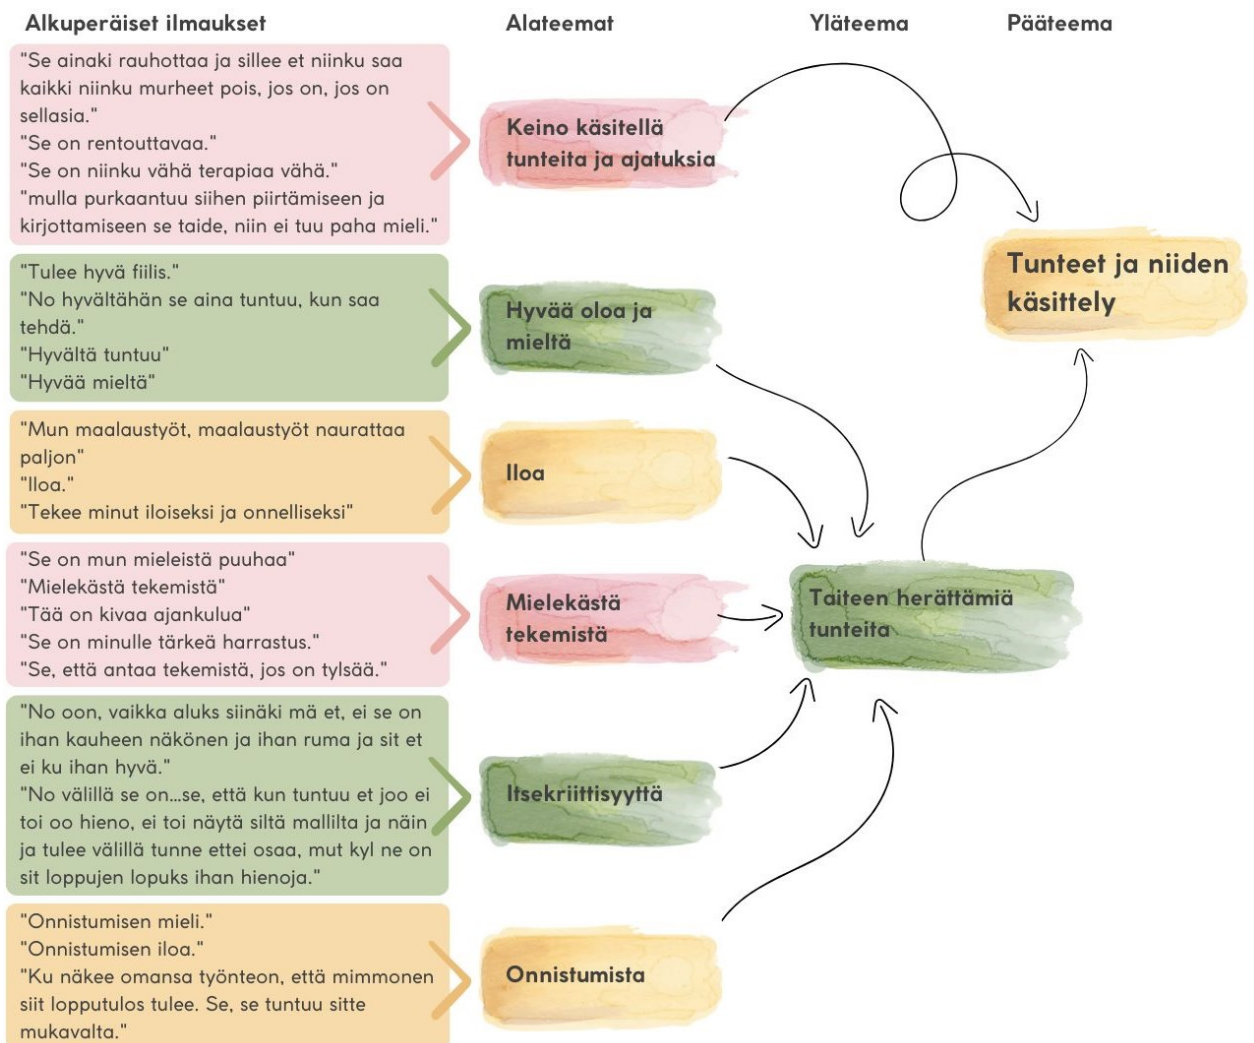 Alkuperäiset ilmaukset
Alateemat
Yläteema
Pääteema
"Se ainaki rauhottaa ja sillee et niinku saa
kaikki niinku murheet pois, jos on, jos on
sellasia."
"Se on rentouttavaa."
"Se on niinku vähä terapiaa vähä."
"mulla purkaantuu siihen piirtämiseen ja
kirjottamiseen se taide, niin ei tuu paha mieli."
Keino käsitellä
tunteita ja ajatuksia
Tunteet ja niiden
käsittely
"Tulee hyvä fiilis."
"No hyvältähän se aina tuntuu, kun saa
tehdä."
"Hyvältä tuntuu"
"Hyvää mieltä"
Hyvää oloa ja
mieltä
"Mun maalaustyöt, maalaustyöt naurattaa
paljon"
"Iloa."
"Tekee minut iloiseksi ja onnelliseksi"
Iloa
"Se on mun mieleistä puuhaa"
"Mielekästä tekemistä"
"Tää on kivaa ajankulua"
"Se on minulle tärkeä harrastus."
"Se, että antaa tekemistä, jos on tylsää."
Mielekästä
tekemistä
Taiteen herättämiä
tunteita
"No oon, vaikka aluks siinäki mä et, ei se on
ihan kauheen näkönen ja ihan ruma ja sit et
ei ku ihan hyvä."
"No välillä se on...se, että kun tuntuu et joo ei
toi oo hieno, ei toi näytä siltä mallilta ja näin
ja tulee välillä tunne ettei osaa, mut kyl ne on
sit loppujen lopuks ihan hienoja."
Itsekriittisyyttä
"Onnistumisen mieli."
"Onnistumisen iloa."
"Ku näkee omansa työnteon, että mimmonen
siit lopputulos tulee. Se, se tuntuu sitte
mukavalta."
Onnistumista